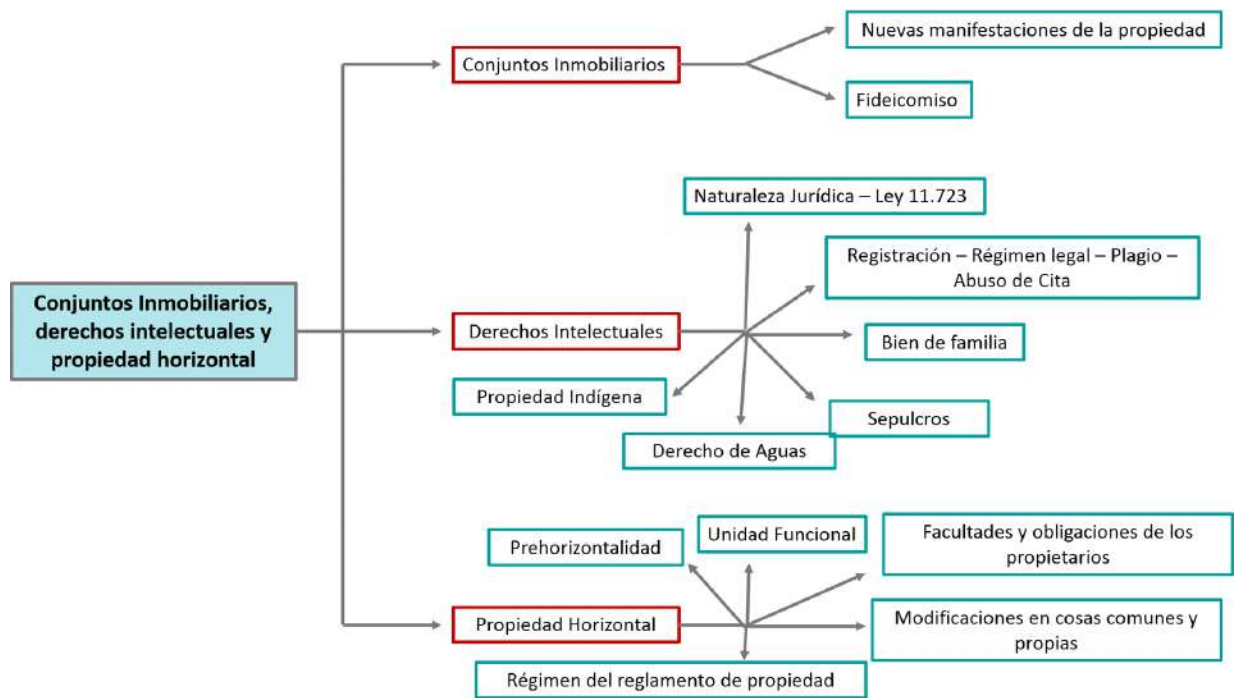 Nuevas manifestaciones de la propiedad
Conjuntos Inmobiliarios
Fideicomiso
Naturaleza Jurídica – Ley 11.723
Registración – Régimen legal – Plagio –
Abuso de Cita
Conjuntos Inmobiliarios,
derechos intelectuales y
propiedad horizontal
Derechos Intelectuales
Bien de familia
Propiedad Indígena
Sepulcros
Derecho de Aguas
Prehorizontalidad
Unidad Funcional
Facultades y obligaciones de los
propietarios
Propiedad Horizontal
Modificaciones en cosas comunes y
propias
Régimen del reglamento de propiedad